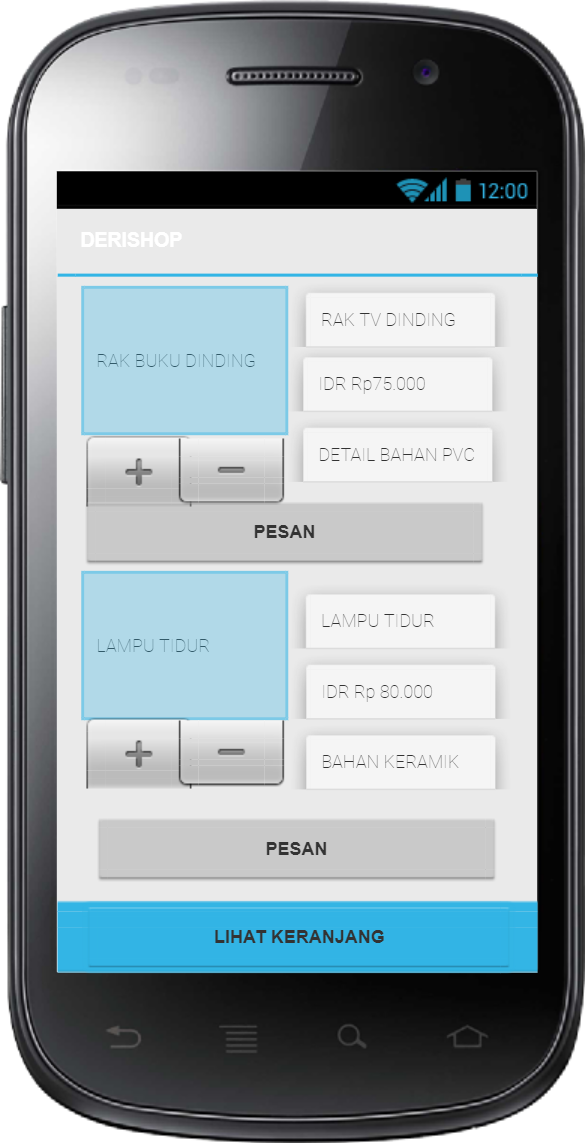 12:00
DERISHOP
RAK BUKU DINDING
RAK TV DINDING
IDR Rp75.000
DETAIL BAHAN PVC
+
−
PESAN
LAMPU TIDUR
LAMPU TIDUR
IDR Rp 80.000
BAHAN KERAMIK
+
−
PESAN
LIHAT KERANJANG